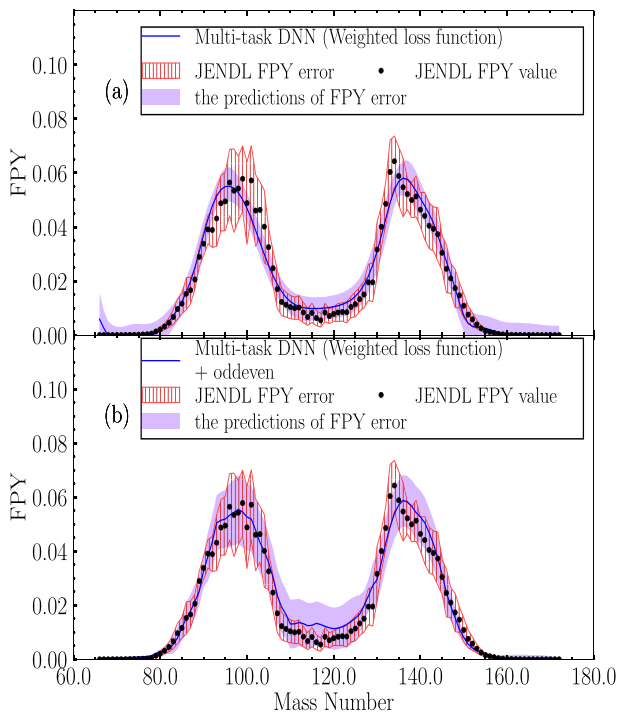 Multi-task DNN (Weighted loss function)
JENDL FPY error JENDL FPY value
the predictions of FPY error
(a)
0.10
0.08
0.06
0.04
0.02
0.00
FPY
Multi-task DNN (Weighted loss function)
+ oddeven
JENDL FPY error JENDL FPY value
the predictions of FPY error
(b)
0.10
0.08
0.06
0.04
0.02
0.00
FPY
60.0 80.0 100.0 120.0 140.0 160.0 180.0
Mass Number